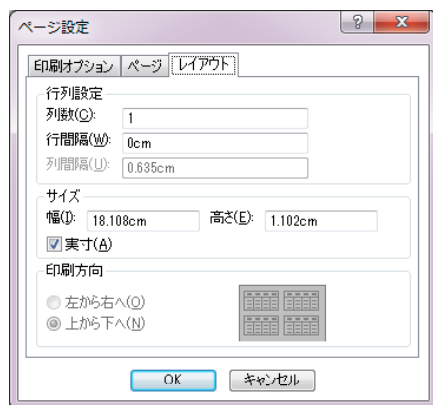 ページ設定
印刷オプション ページ レイアウト
行列設定
列数(C): 1
行間隔(W): 0cm
列間隔(U): 0.635cm
サイズ
幅(I): 18.108cm 高さ(E): 1.102cm
実寸(A)
印刷方向
左から右へ(O)
上から下へ(N)
OK キャンセル